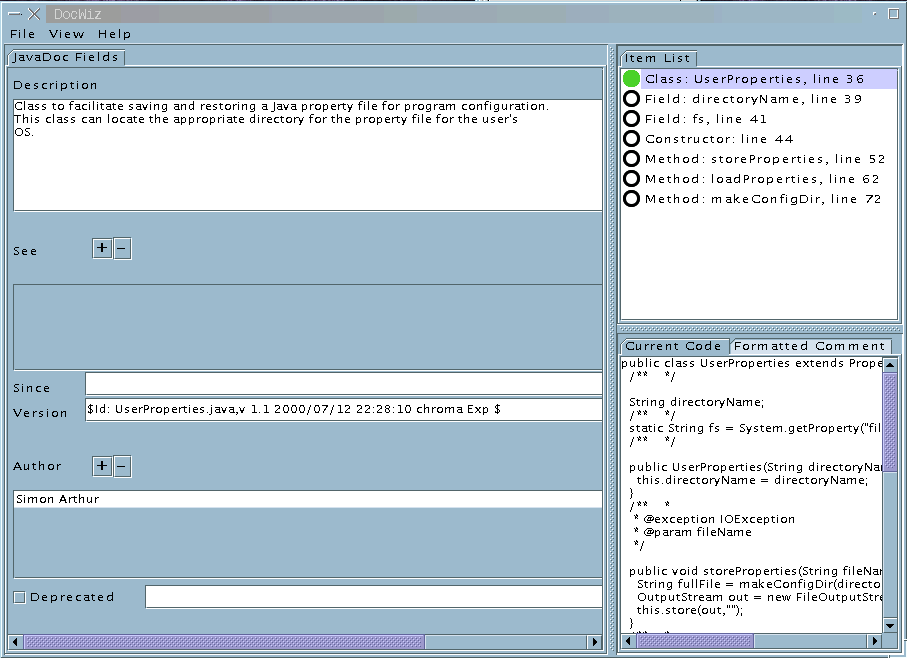 DocWiz
File View Help
JavaDoc Fields
Description
Class to facilitate saving and restoring a Java property file for program configuration.
This class can locate the appropriate directory for the property file for the user's
OS.
See + −
Since
Version $Id: UserProperties.java,v 1.1 2000/07/12 22:28:10 chroma Exp $
Author + −
Simon Arthur
Deprecated
Item List
Class: UserProperties, line 36
Field: directoryName, line 39
Field: fs, line 41
Constructor: line 44
Method: storeProperties, line 52
Method: loadProperties, line 62
Method: makeConfigDir, line 72
Current Code Formatted Comment
public class UserProperties extends Prope
/** */
String directoryName;
/** */
static String fs = System.getProperty("fil
/** */
public UserProperties(String directoryNa
this.directoryName = directoryName;
}
/** *
* @exception IOException
* @param fileName
*/
public void storeProperties(String fileNa
String fullFile = makeConfigDir(directo
OutputStream out = new FileOutputStre
this.store(out,"");
}